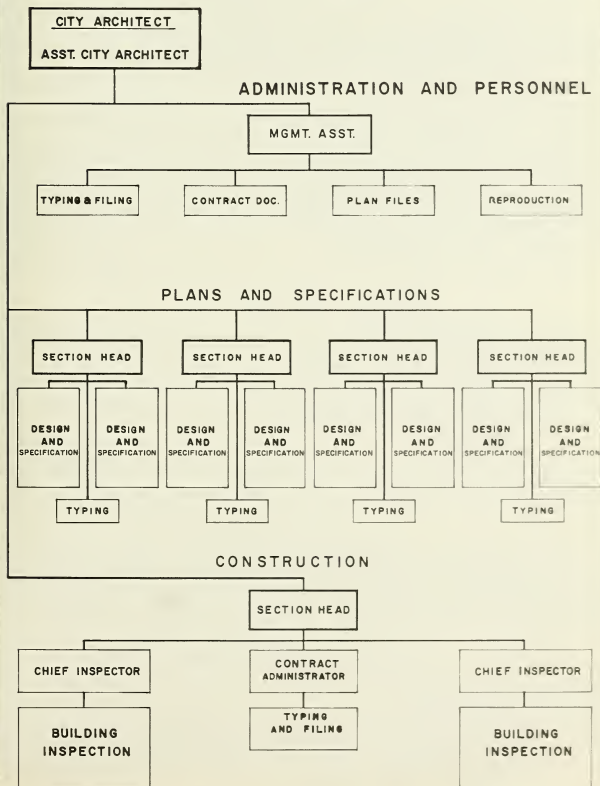 CITY ARCHITECT
ASST. CITY ARCHITECT
ADMINISTRATION AND PERSONNEL
MGMT. ASST.
TYPING & FILING
CONTRACT DOC.
PLAN FILES
REPRODUCTION
PLANS AND SPECIFICATIONS
SECTION HEAD
SECTION HEAD
SECTION HEAD
SECTION HEAD
DESIGN
AND
SPECIFICATION
DESIGN
AND
SPECIFICATION
DESIGN
AND
SPECIFICATION
DESIGN
AND
SPECIFICATION
DESIGN
AND
SPECIFICATION
DESIGN
AND
SPECIFICATION
DESIGN
AND
SPECIFICATION
DESIGN
AND
SPECIFICATION
TYPING
TYPING
TYPING
TYPING
CONSTRUCTION
SECTION HEAD
CHIEF INSPECTOR
CONTRACT
ADMINISTRATOR
CHIEF INSPECTOR
BUILDING
INSPECTION
TYPING
AND FILING
BUILDING
INSPECTION